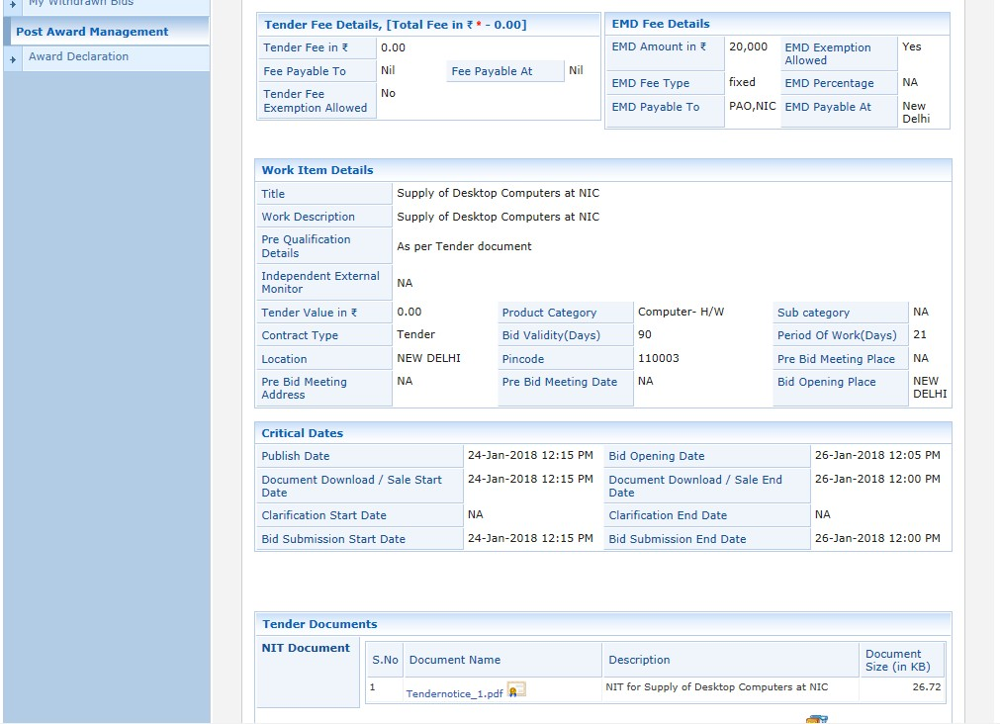 My Withdrawn Bids
Post Award Management
Award Declaration
Tender Fee Details, [Total Fee in ₹ * - 0.00]
Tender Fee in ₹ 0.00
Fee Payable To Nil Fee Payable At Nil
Tender Fee
Exemption Allowed No
EMD Fee Details
EMD Amount in ₹ 20,000 EMD Exemption
Allowed Yes
EMD Fee Type fixed EMD Percentage NA
EMD Payable To PAO,NIC EMD Payable At New
Delhi
Work Item Details
Title Supply of Desktop Computers at NIC
Work Description Supply of Desktop Computers at NIC
Pre Qualification
Details As per Tender document
Independent External
Monitor NA
Tender Value in ₹ 0.00 Product Category Computer- H/W Sub category NA
Contract Type Tender Bid Validity(Days) 90 Period Of Work(Days) 21
Location NEW DELHI Pincode 110003 Pre Bid Meeting Place NA
Pre Bid Meeting
Address NA Pre Bid Meeting Date NA Bid Opening Place NEW
DELHI
Critical Dates
Publish Date 24-Jan-2018 12:15 PM Bid Opening Date 26-Jan-2018 12:05 PM
Document Download / Sale Start
Date 24-Jan-2018 12:15 PM Document Download / Sale End
Date 26-Jan-2018 12:00 PM
Clarification Start Date NA Clarification End Date NA
Bid Submission Start Date 24-Jan-2018 12:15 PM Bid Submission End Date 26-Jan-2018 12:00 PM
Tender Documents
NIT Document
S.No Document Name Description Document
Size (in KB)
1 Tendernotice_1.pdf NIT for Supply of Desktop Computers at NIC 26.72